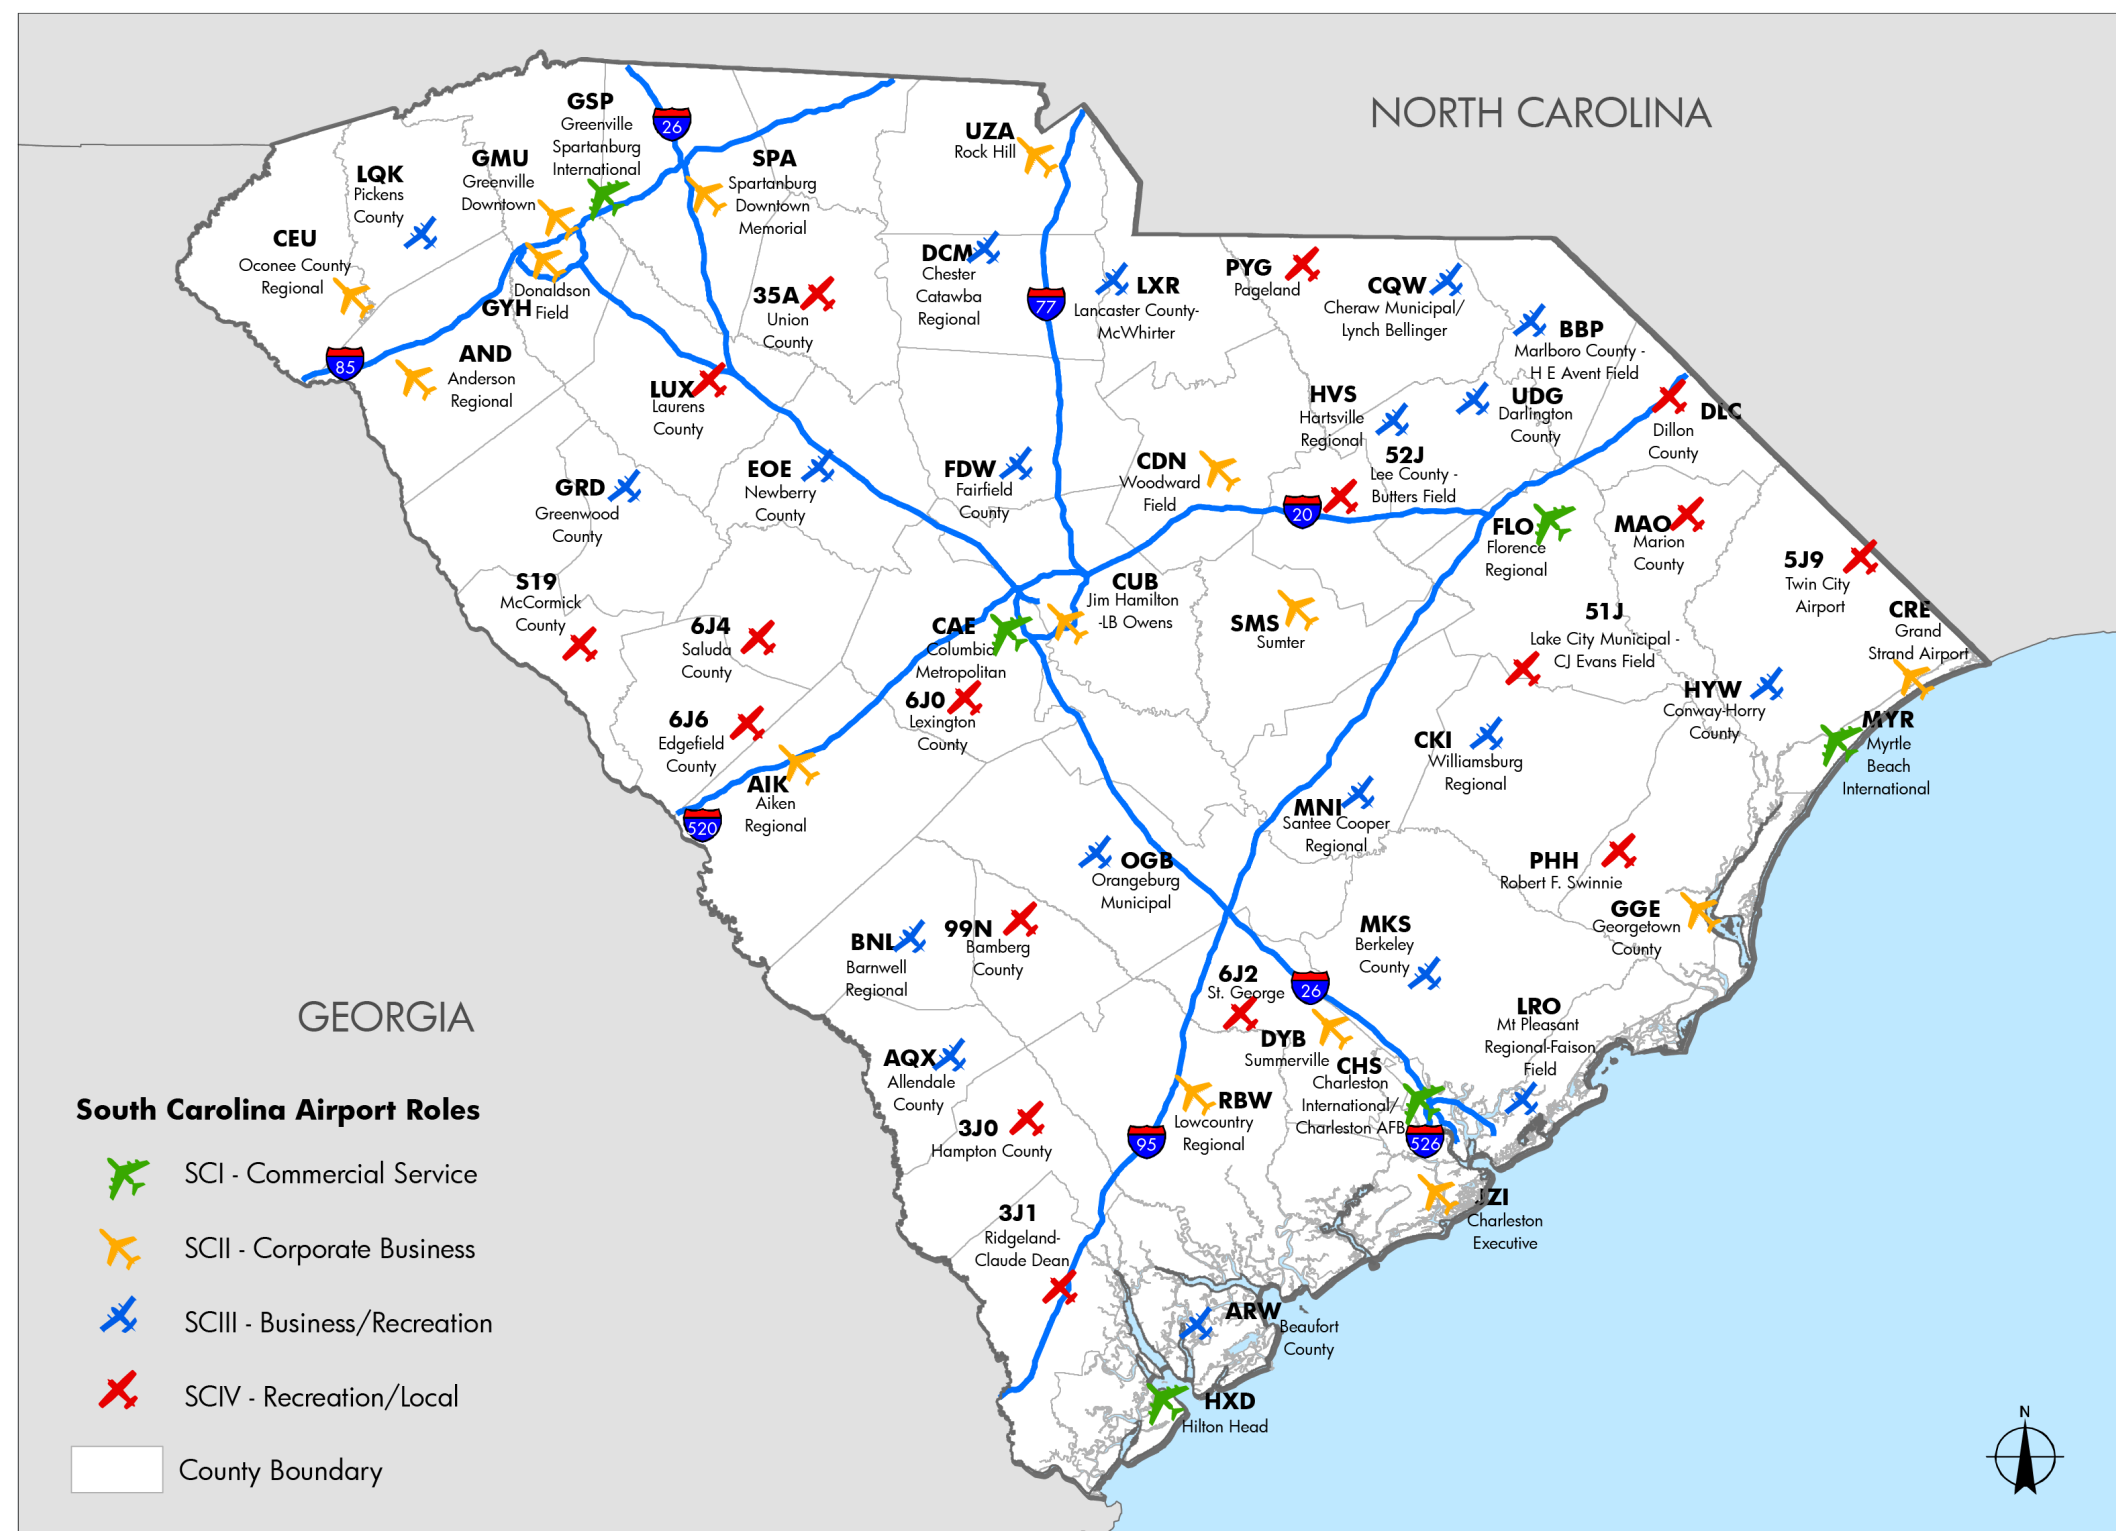 NORTH CAROLINA
GSP
Greenville
Spartanburg
International
26
UZA
Rock Hill
GMU
Greenville
Downtown
SPA
Spartanburg
Downtown
Memorial
LQK
Pickens
County
CEU
Oconee County
Regional
DCM
Chester
Catawba
Regional
LXR
Lancaster County-
McWhirter
PYG
Pageland
CQW
Cheraw Municipal/
Lynch Bellinger
BBP
Marlboro County -
H E Avent Field
35A
Union
County
77
GYH
Donaldson
Field
85
AND
Anderson
Regional
LUX
Laurens
County
HVS
Hartsville
Regional
UDG
Darlington
County
DLC
Dillon
County
GRD
Greenwood
County
EOE
Newberry
County
FDW
Fairfield
County
CDN
Woodward
Field
52J
Lee County -
Butters Field
20
FLO
Florence
Regional
MAO
Marion
County
5J9
Twin City
Airport
S19
McCormick
County
6J4
Saluda
County
CAE
Columbia
Metropolitan
CUB
Jim Hamilton
-LB Owens
SMS
Sumter
51J
Lake City Municipal -
CJ Evans Field
CRE
Grand
Strand Airport
6J6
Edgefield
County
6J0
Lexington
County
HYW
Conway-Horry
County
MYR
Myrtle
Beach
International
CKI
Williamsburg
Regional
AIK
Aiken
Regional
520
MNI
Santee Cooper
Regional
OGB
Orangeburg
Municipal
PHH
Robert F. Swinnie
GGE
Georgetown
County
BNL
Barnwell
Regional
99N
Bamberg
County
MKS
Berkeley
County
6J2
St. George
26
DYB
Summerville
LRO
Mt Pleasant
Regional-Faison
Field
GEORGIA
AQX
Allendale
County
CHS
Charleston
International/
Charleston AFB
526
RBW
Lowcountry
Regional
95
3J0
Hampton County
JZI
Charleston
Executive
3J1
Ridgeland-
Claude Dean
ARW
Beaufort
County
HXD
Hilton Head
South Carolina Airport Roles
SCI - Commercial Service
SCII - Corporate Business
SCIII - Business/Recreation
SCIV - Recreation/Local
County Boundary
N